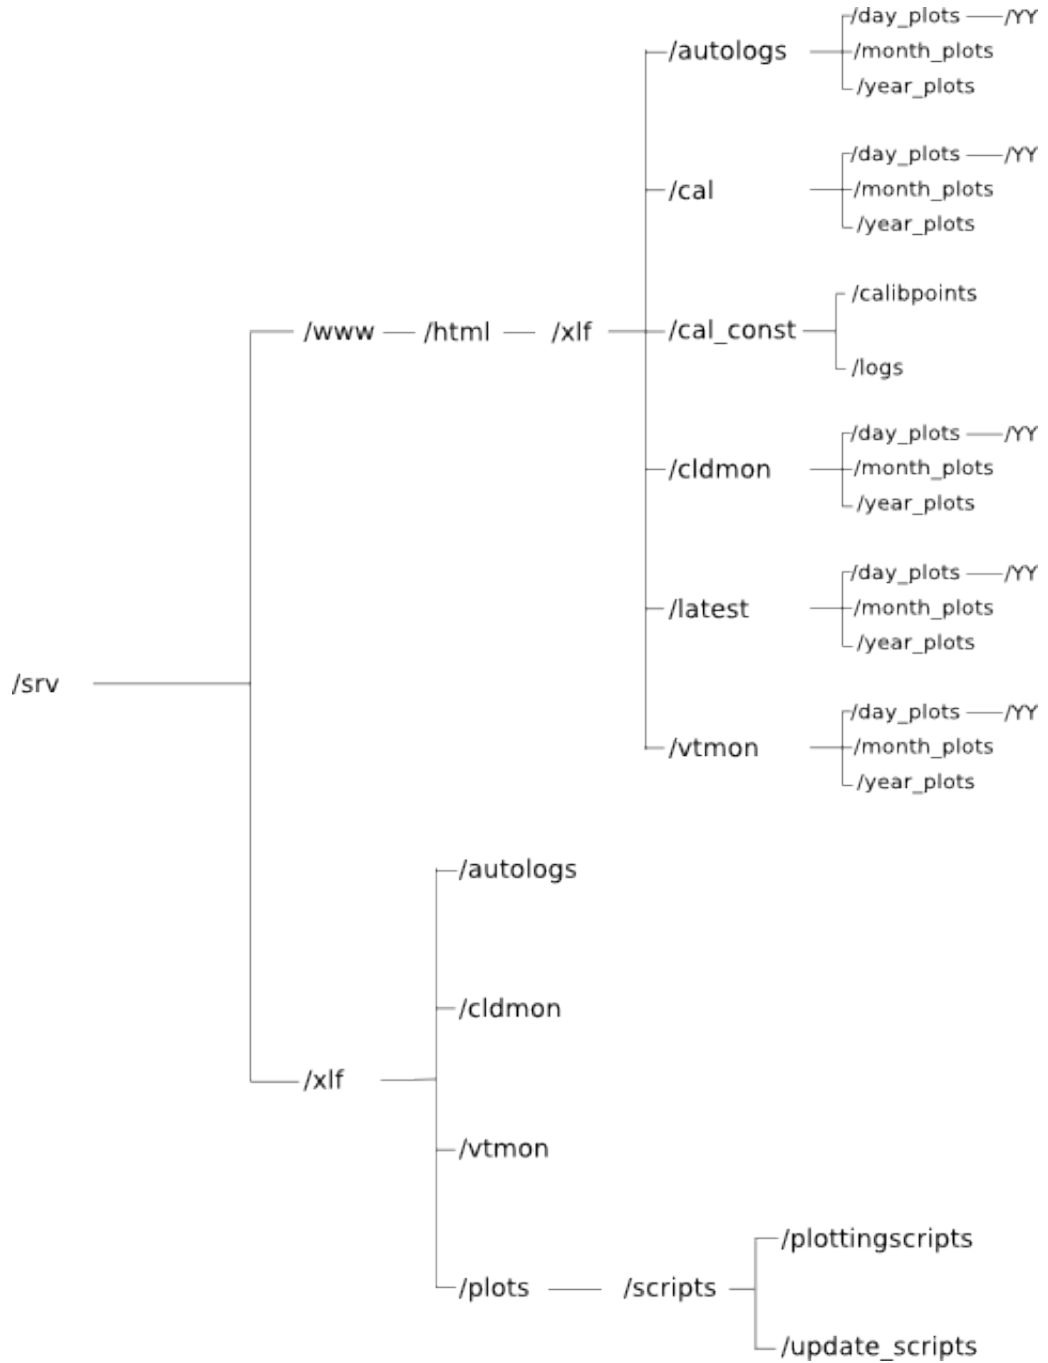 /day_plots /YY
/autologs /month_plots
/year_plots
/day_plots /YY
/cal /month_plots
/year_plots
/calibpoints
/www /html /xlf /cal_const
/logs
/day_plots /YY
/cldmon /month_plots
/year_plots
/day_plots /YY
/latest /month_plots
/year_plots
/srv
/day_plots /YY
/vtmon /month_plots
/year_plots
/autologs
/cldmon
/xlf
/vtmon
/plottingscripts
/plots /scripts
/update_scripts